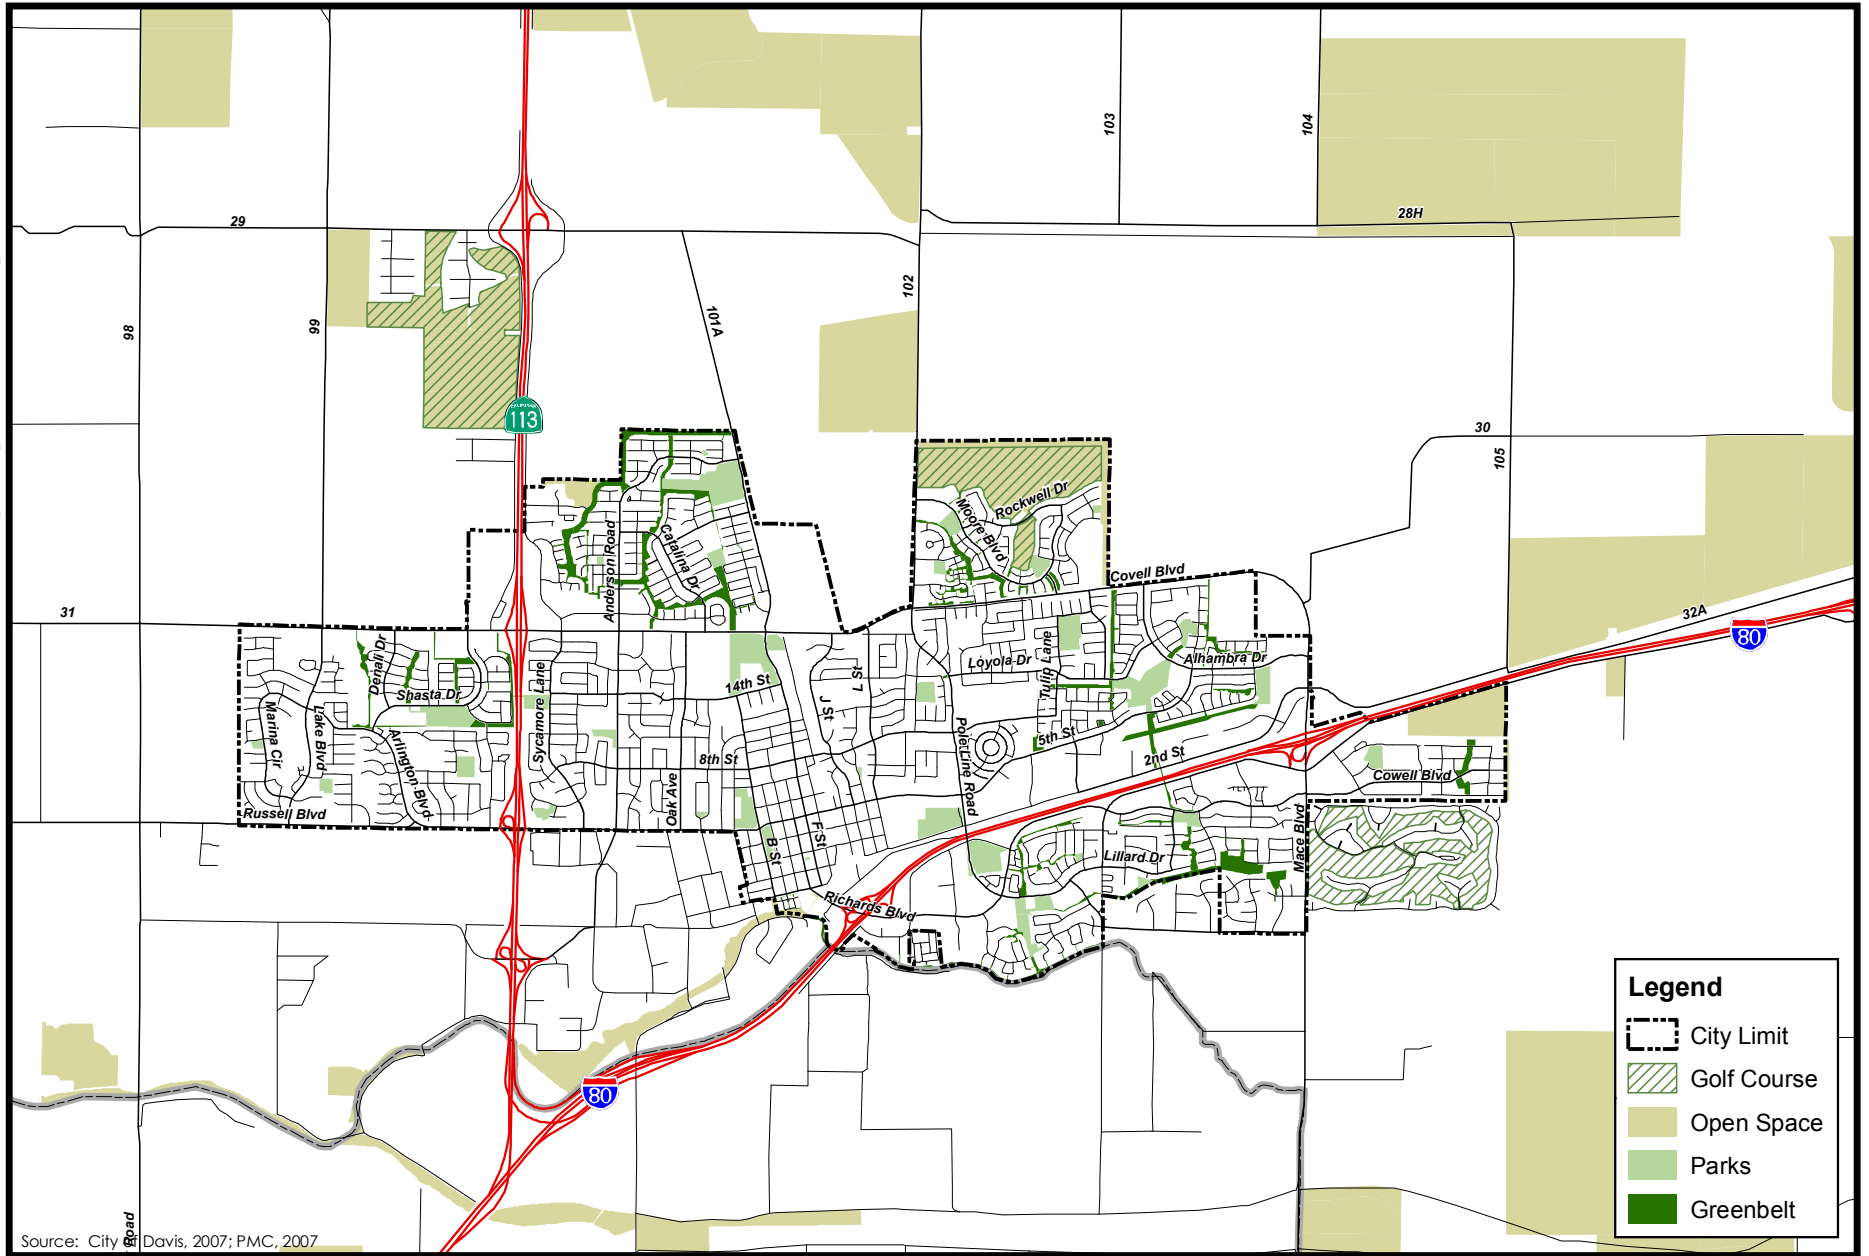 103
104
28H
29
102
101A
98
99
CALIFORNIA
113
30
105
Rockwell Dr
Moore Blvd
Anderson Road
Catalina Dr
Covell Blvd
31
32A
80
Denali Dr
Shasta Dr
Sycamore Lane
14th St
L St
J St
Loyola Dr
Tulip Lane
Alhambra Dr
Marina Cir
Lake Blvd
Arlington Blvd
8th St
Oak Ave
Pole Line Road
5th St
2nd St
Cowell Blvd
Russell Blvd
F St
B St
Lillard Dr
Mace Blvd
Richards Blvd
80
Legend
City Limit
Golf Course
Open Space
Parks
Greenbelt
Road
Source: City of Davis, 2007; PMC, 2007